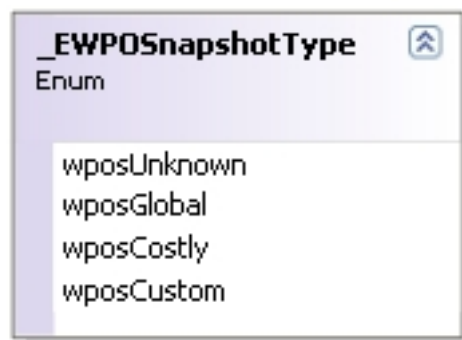 _EWPOSnapshotType
Enum
wposUnknown
wposGlobal
wposCostly
wposCustom